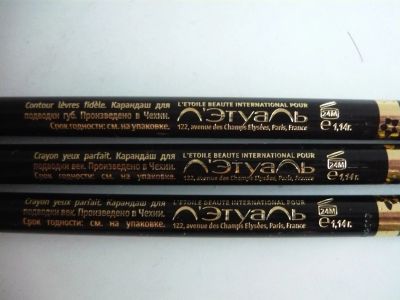 Contour lèvres fidèle. Карандаш для
подводки губ. Произведено в Чехии.
Срок годности: см. на упаковке.
L'ETOILE BEAUTE INTERNATIONAL POUR
Л'ЭТУАЛЬ
122, avenue des Champs Elysées, Paris, France
24M
e 1,14г.
Crayon yeux parfait. Карандаш для
подводки век. Произведено в Чехии.
Срок годности: см. на упаковке.
L'ETOILE BEAUTE INTERNATIONAL POUR
Л'ЭТУАЛЬ
122, avenue des Champs Elysées, Paris, France
24M
e 1,14г.
Crayon yeux parfait. Карандаш для
подводки век. Произведено в Чехии.
Срок годности: см. на упаковке.
L'ETOILE BEAUTE INTERNATIONAL POUR
Л'ЭТУАЛЬ
122, avenue des Champs Elysées, Paris, France
24M
e 1,14г.